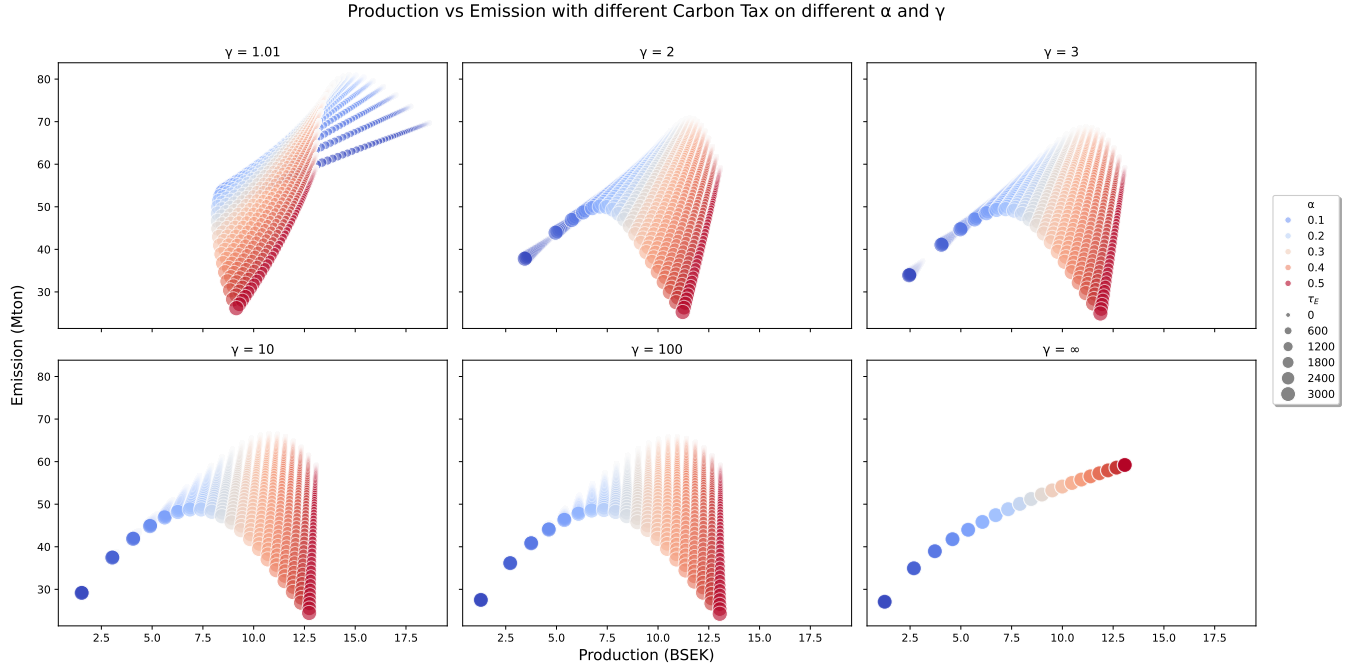 Production vs Emission with different Carbon Tax on different α and γ
γ = 1.01
γ = 2
γ = 3
80
70
60
50
40
30
γ = 10
γ = 100
γ = ∞
80
70
60
50
40
30
2.5 5.0 7.5 10.0 12.5 15.0 17.5
2.5 5.0 7.5 10.0 12.5 15.0 17.5
2.5 5.0 7.5 10.0 12.5 15.0 17.5
Emission (Mton)
Production (BSEK)
α
0.1
0.2
0.3
0.4
0.5
τ_E
0
600
1200
1800
2400
3000